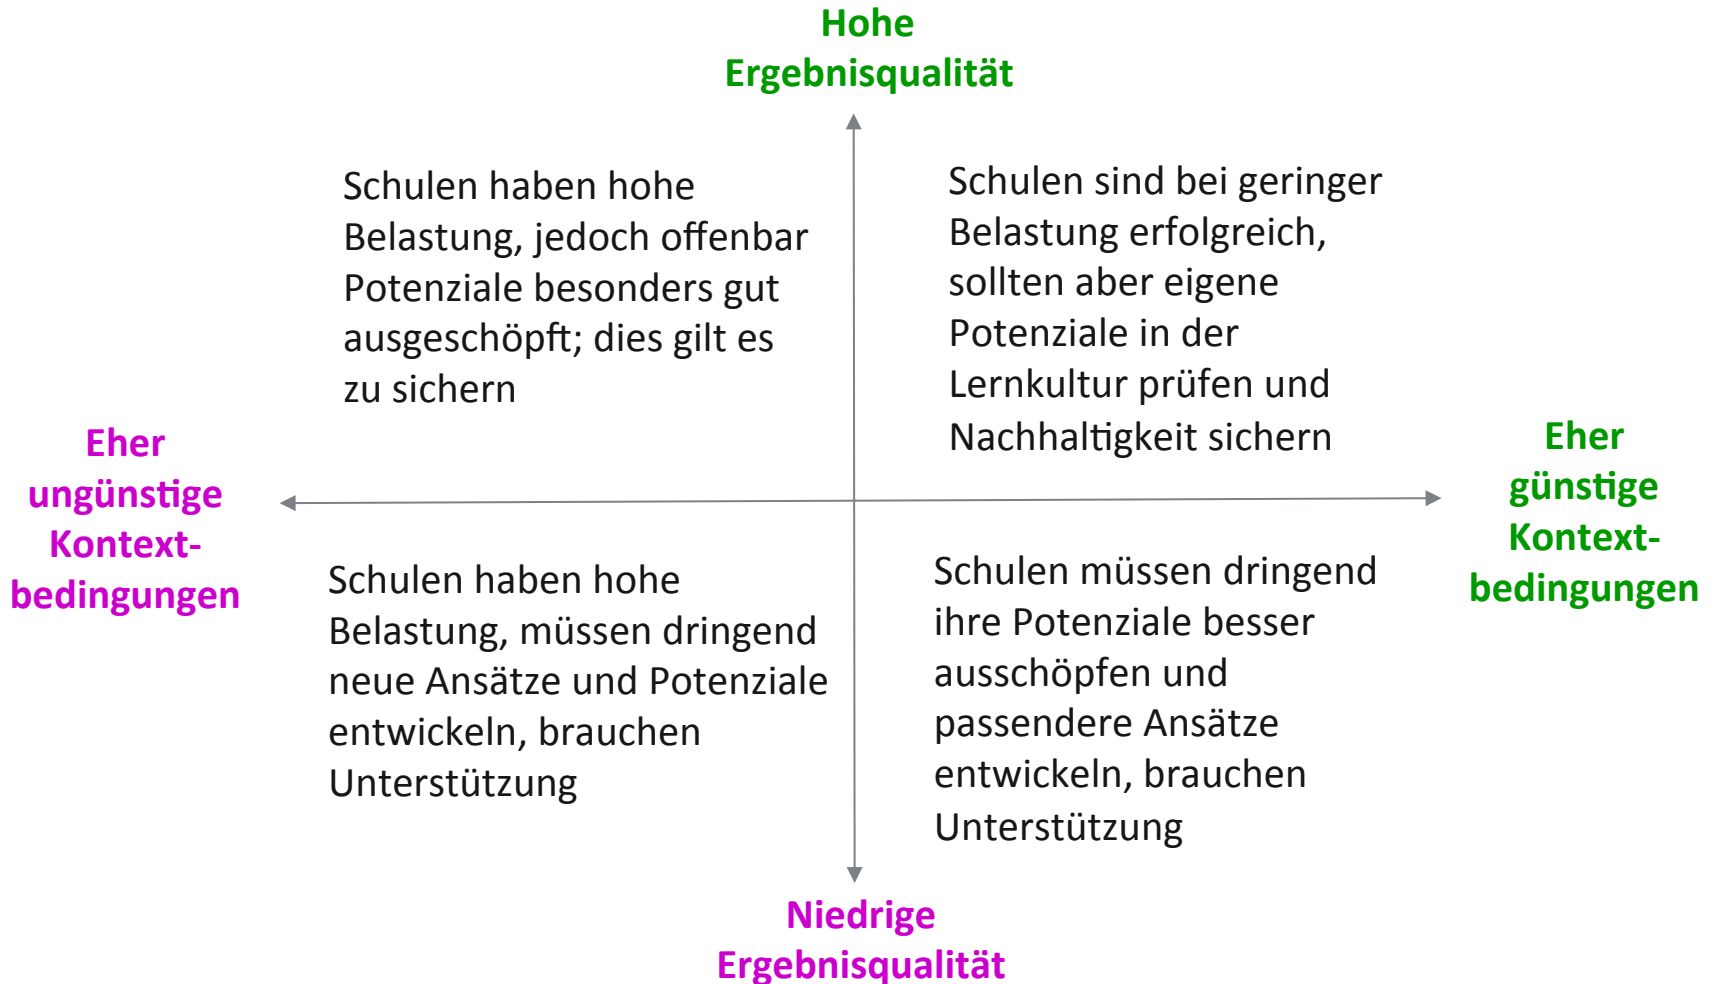 Hohe
Ergebnisqualität
Schulen haben hohe
Belastung, jedoch offenbar
Potenziale besonders gut
ausgeschöpft; dies gilt es
zu sichern
Schulen sind bei geringer
Belastung erfolgreich,
sollten aber eigene
Potenziale in der
Lernkultur prüfen und
Nachhaltigkeit sichern
Eher
ungünstige
Kontext-
bedingungen
Eher
günstige
Kontext-
bedingungen
Schulen haben hohe
Belastung, müssen dringend
neue Ansätze und Potenziale
entwickeln, brauchen
Unterstützung
Schulen müssen dringend
ihre Potenziale besser
ausschöpfen und
passendere Ansätze
entwickeln, brauchen
Unterstützung
Niedrige
Ergebnisqualität